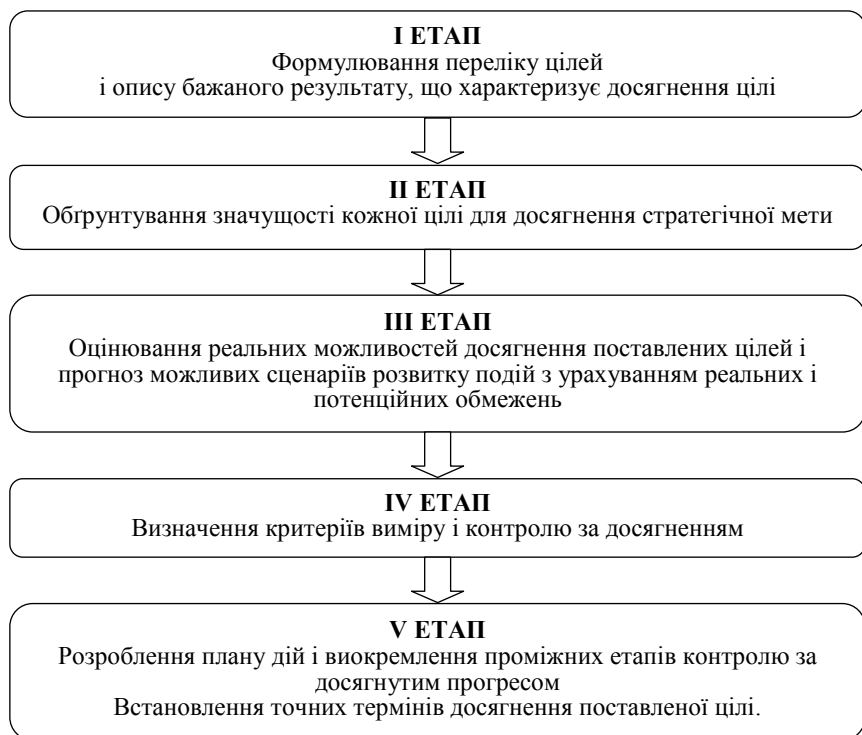 І ЕТАП
Формулювання переліку цілей
і опису бажаного результату, що характеризує досягнення цілі
ІІ ЕТАП
Обґрунтування значущості кожної цілі для досягнення стратегічної мети
ІІІ ЕТАП
Оцінювання реальних можливостей досягнення поставлених цілей і
прогноз можливих сценаріїв розвитку подій з урахуванням реальних і
потенційних обмежень
IV ЕТАП
Визначення критеріїв виміру і контролю за досягненням
V ЕТАП
Розроблення плану дій і виокремлення проміжних етапів контролю за
досягнутим прогресом
Встановлення точних термінів досягнення поставленої цілі.